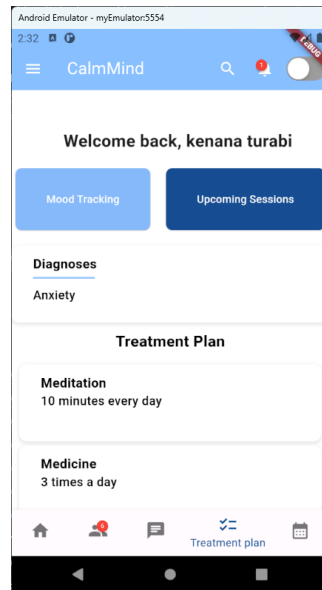 Android Emulator - myEmulator:5554
2:32
CalmMind
1
DEBUG
Welcome back, kenana turabi
Mood Tracking
Upcoming Sessions
Diagnoses
Anxiety
Treatment Plan
Meditation
10 minutes every day
Medicine
3 times a day
6
Treatment plan